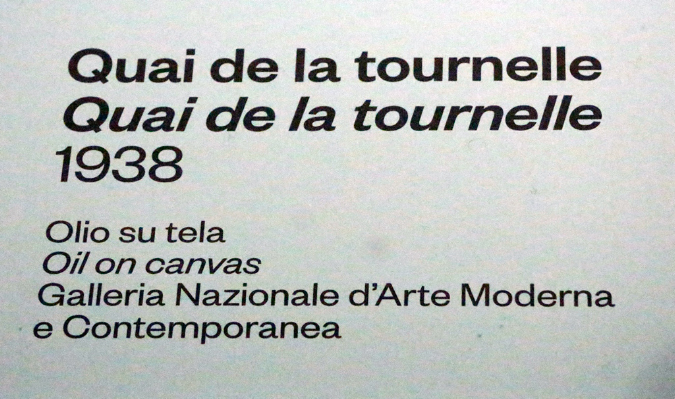 Quai de la tournelle
Quai de la tournelle
1938
Olio su tela
Oil on canvas
Galleria Nazionale d'Arte Moderna
e Contemporanea